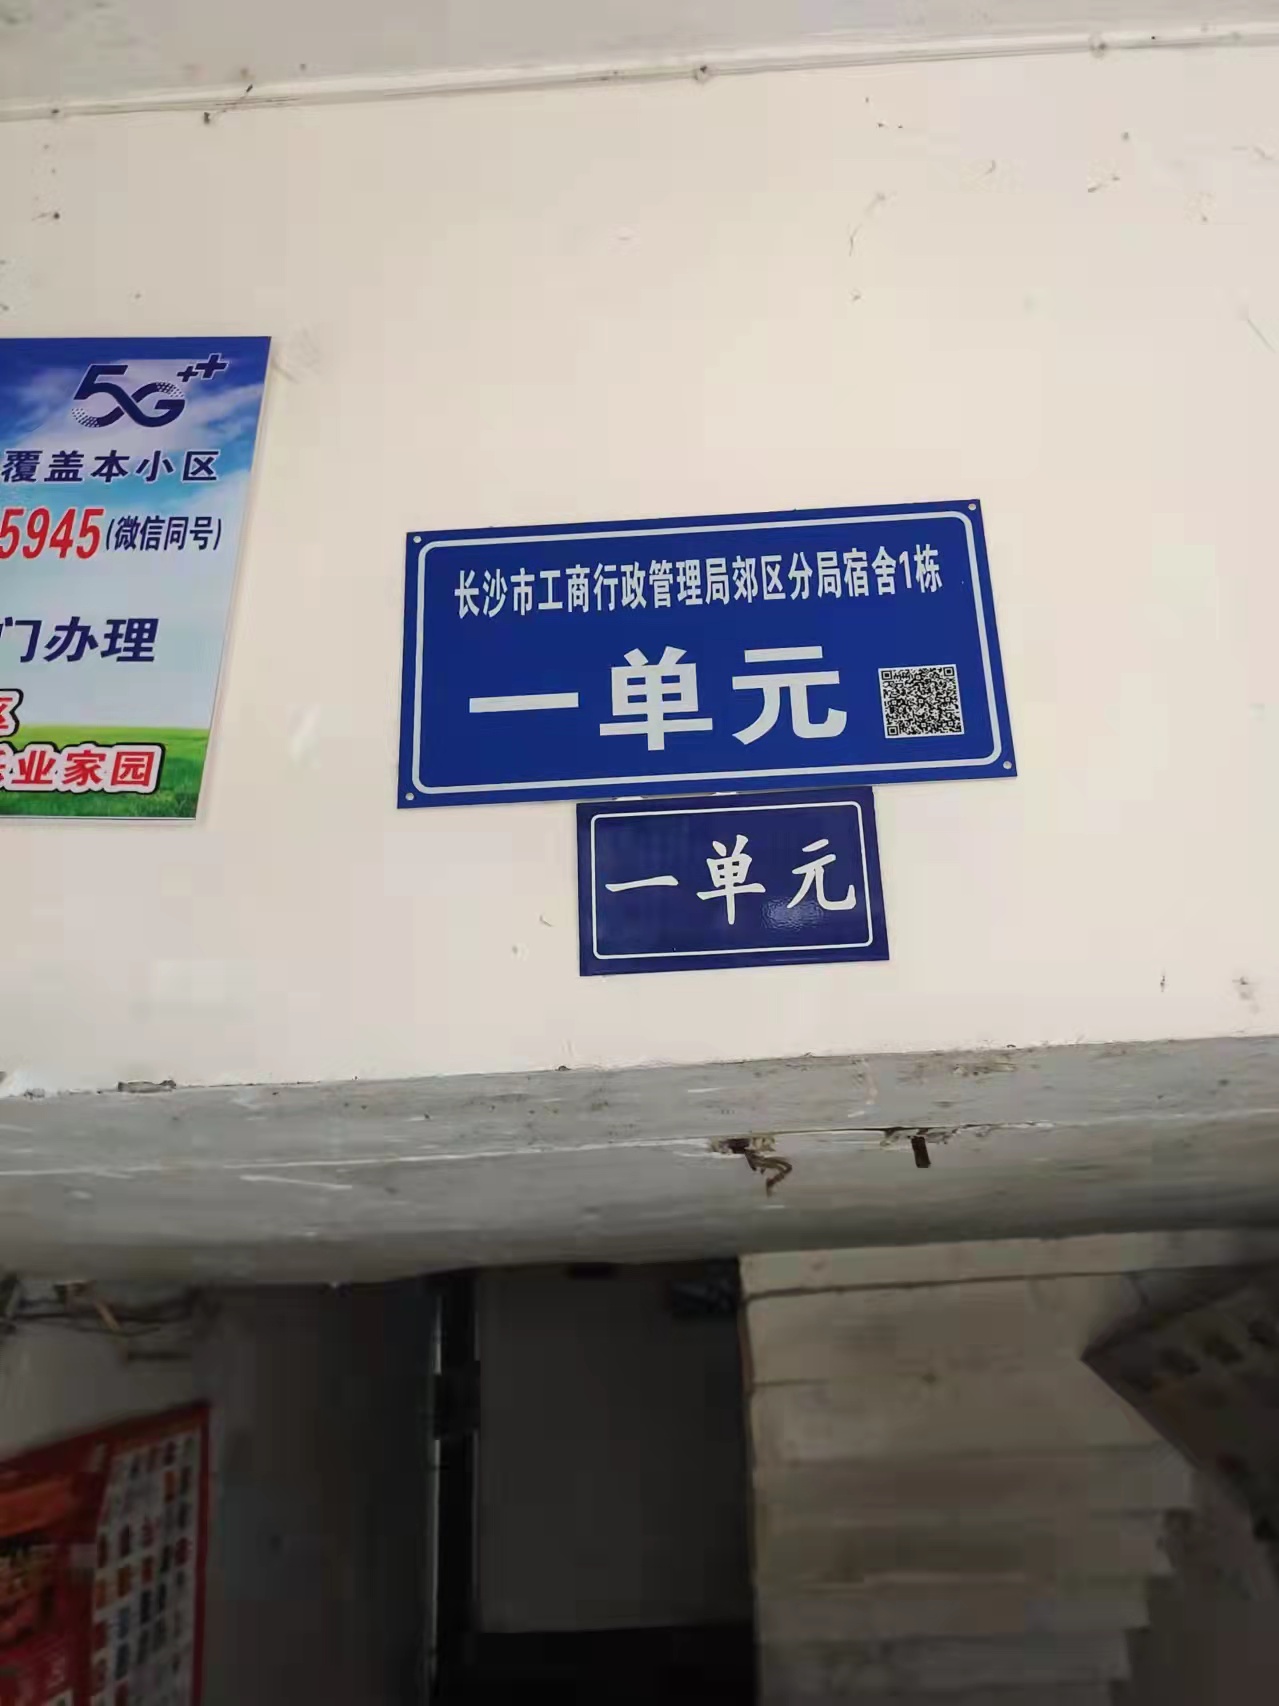 5G++
覆盖本小区
5945(微信同号)
门办理
区
业家园
长沙市工商行政管理局郊区分局宿舍1栋
一单元
一单元